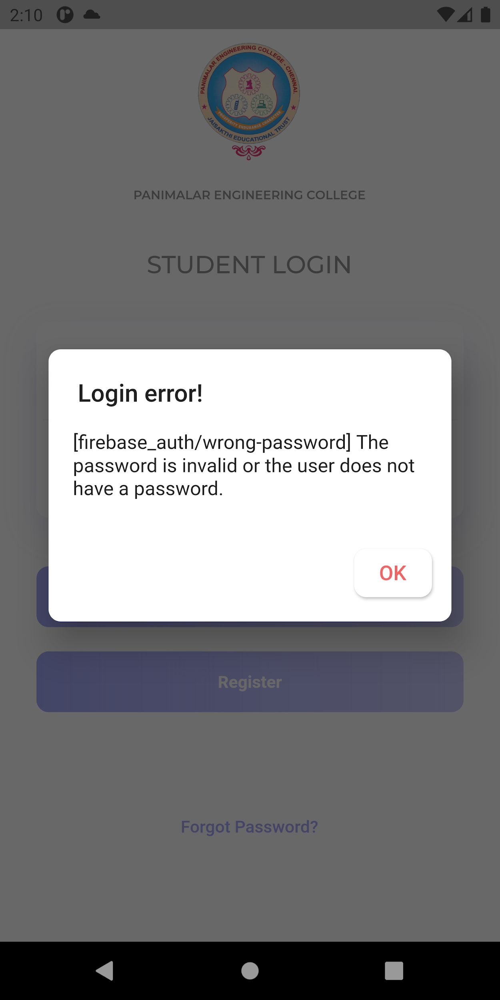 2:10
PANIMALAR ENGINEERING COLLEGE - CHENNAI.
PROSPERITY ENDURANCE CHARACTER
JAISAKTHI EDUCATIONAL TRUST
PANIMALAR ENGINEERING COLLEGE
STUDENT LOGIN
Login error!
[firebase_auth/wrong-password] The
password is invalid or the user does not
have a password.
OK
Register
Forgot Password?